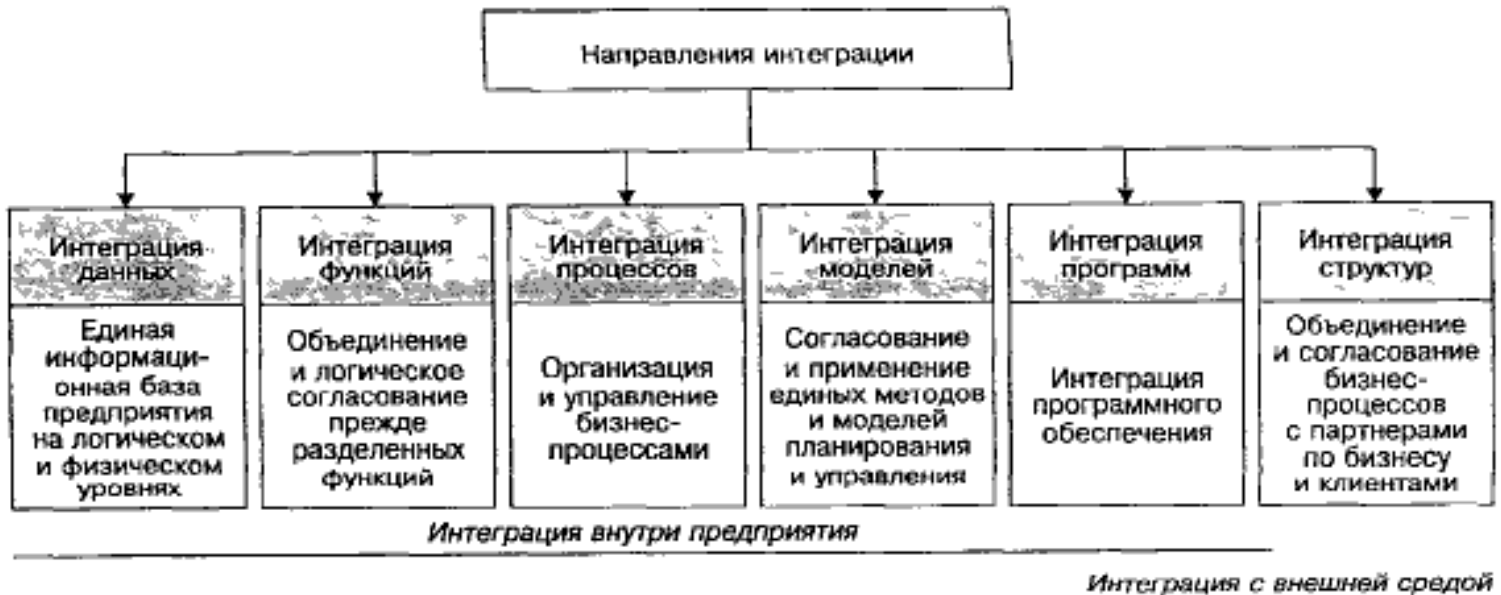 Направления интеграции
Интеграция
данных
Единая
информаци-
онная база
предприятия
на логическом
и физическом
уровнях
Интеграция
функций
Объединение
и логическое
согласование
прежде
разделенных
функций
Интеграция
процессов
Организация
и управление
бизнес-
процессами
Интеграция
моделей
Согласование
и применение
единых методов
и моделей
планирования
и управления
Интеграция
программ
Интеграция
программного
обеспечения
Интеграция
структур
Объединение
и согласование
бизнес-
процессов
с партнерами
по бизнесу
и клиентами
Интеграция внутри предприятия
Интеграция с внешней средой